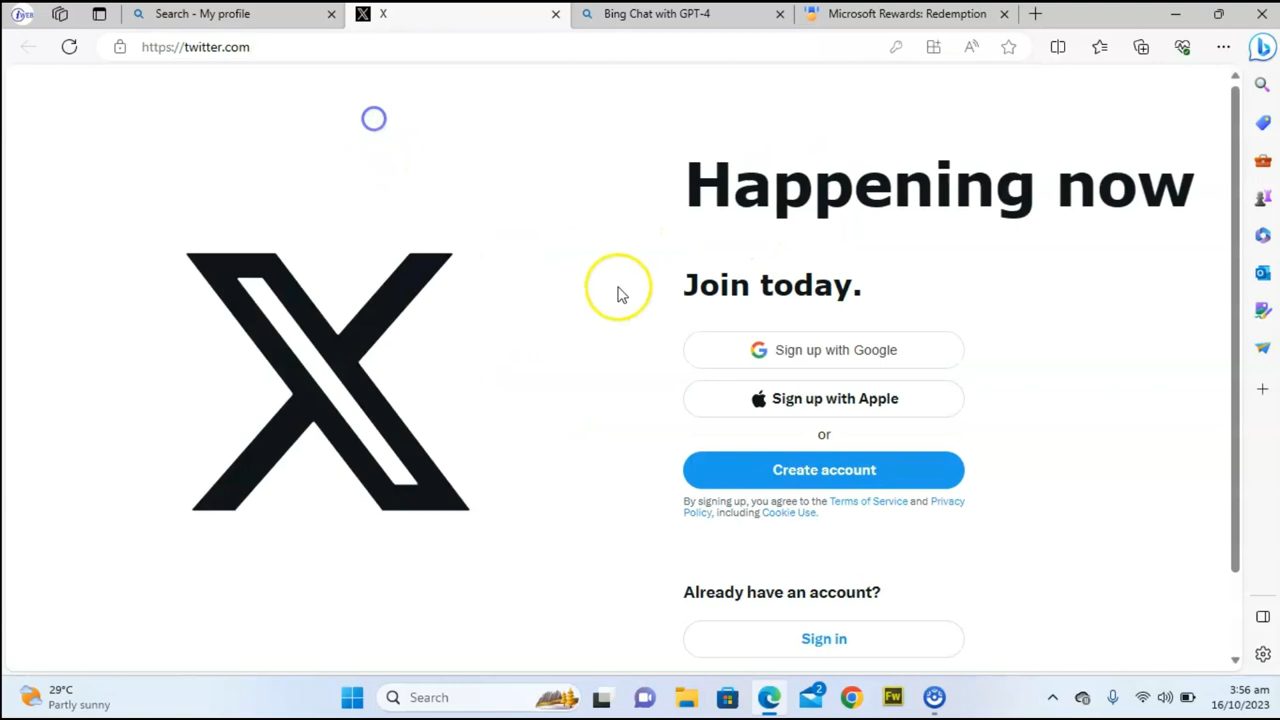 iWEB
Search - My profile
X
Bing Chat with GPT-4
Microsoft Rewards: Redemption
https://twitter.com
Happening now
Join today.
Sign up with Google
Sign up with Apple
or
Create account
By signing up, you agree to the Terms of Service and Privacy
Policy, including Cookie Use.
Already have an account?
Sign in
29°C
Partly sunny
Search
2
Fw
3:56 am
16/10/2023